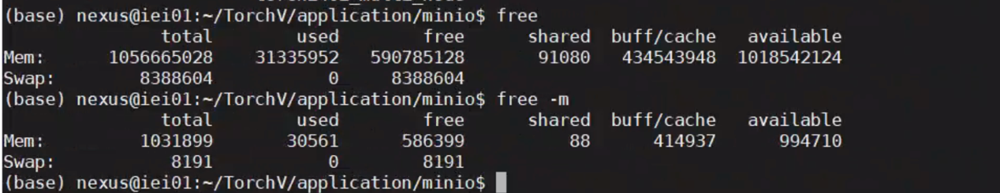 (base) nexus@iei01:~/TorchV/application/minio$ free
total used free shared buff/cache available
Mem: 1056665028 31335952 590785128 91080 434543948 1018542124
Swap: 8388604 0 8388604
(base) nexus@iei01:~/TorchV/application/minio$ free -m
total used free shared buff/cache available
Mem: 1031899 30561 586399 88 414937 994710
Swap: 8191 0 8191
(base) nexus@iei01:~/TorchV/application/minio$